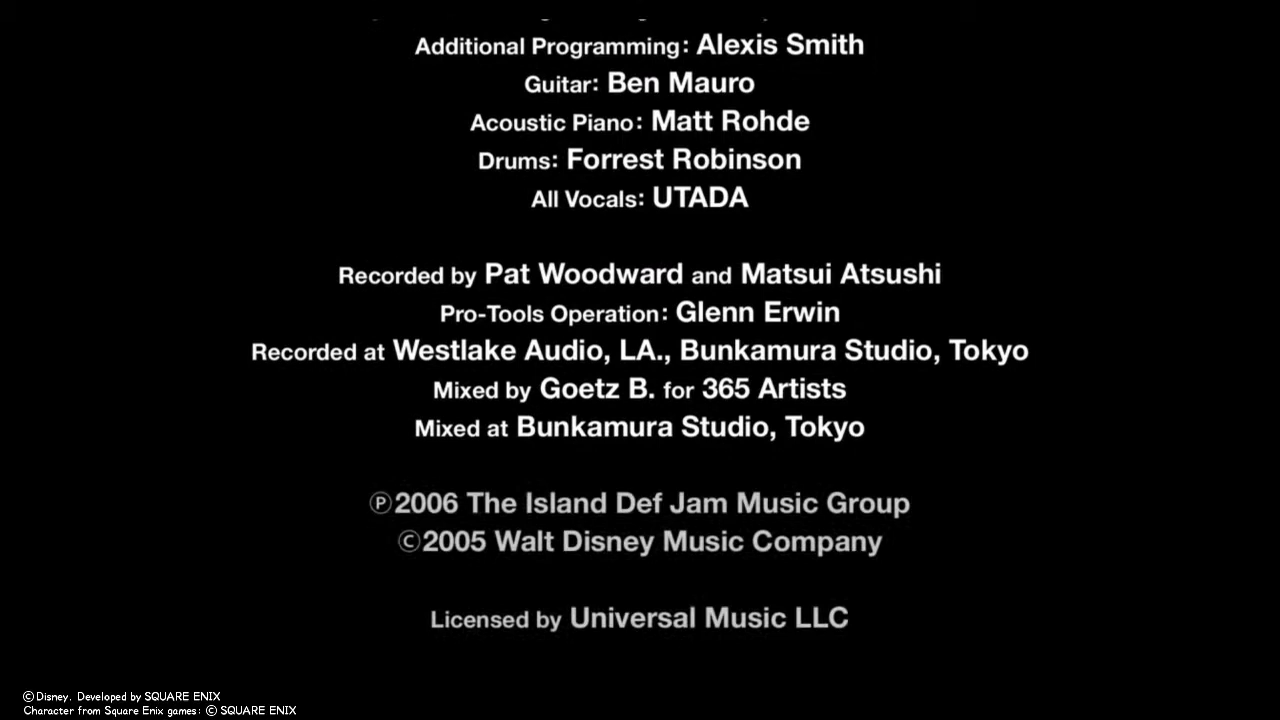 Additional Programming: Alexis Smith
Guitar: Ben Mauro
Acoustic Piano: Matt Rohde
Drums: Forrest Robinson
All Vocals: UTADA
Recorded by Pat Woodward and Matsui Atsushi
Pro-Tools Operation: Glenn Erwin
Recorded at Westlake Audio, LA., Bunkamura Studio, Tokyo
Mixed by Goetz B. for 365 Artists
Mixed at Bunkamura Studio, Tokyo
Ⓟ2006 The Island Def Jam Music Group
©2005 Walt Disney Music Company
Licensed by Universal Music LLC
©Disney. Developed by SQUARE ENIX
Character from Square Enix games: © SQUARE ENIX